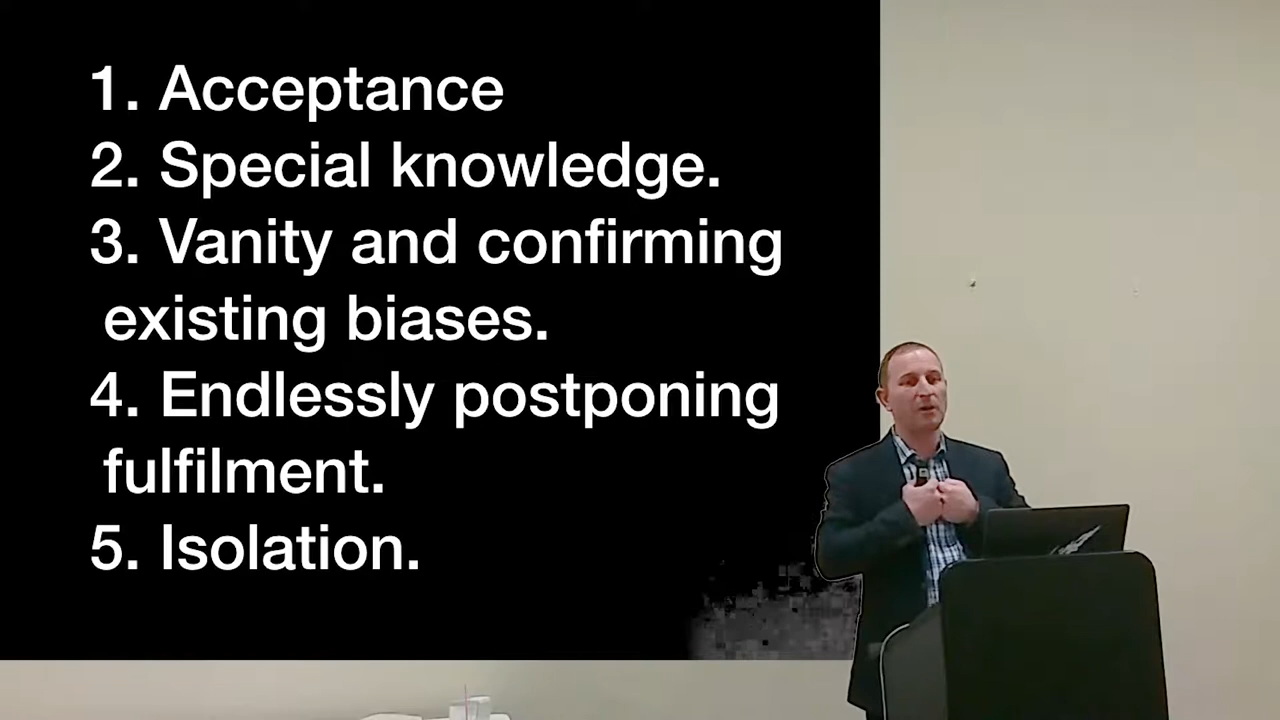 1. Acceptance
2. Special knowledge.
3. Vanity and confirming
existing biases.
4. Endlessly postponing
fulfilment.
5. Isolation.